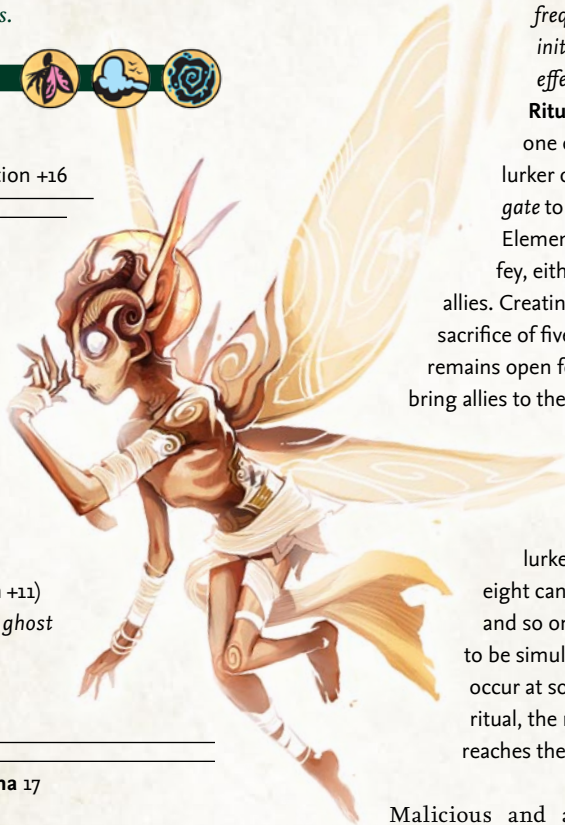 s.
tion +16
+11)
ghost
na 17
freq
init
effe
Ritu
one o
lurker c
gate to
Elemen
fey, eith
allies. Creatin
sacrifice of five
remains open fo
bring allies to the
lurke
eight can
and so or
to be simul
occur at so
ritual, the r
reaches the
Malicious and a